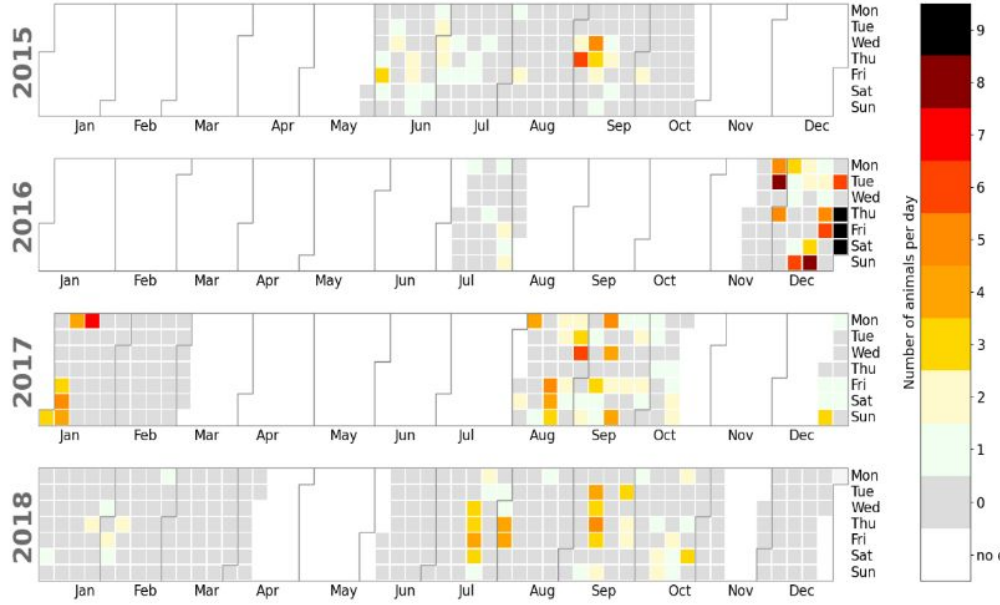 2015
Mon
Tue
Wed
Thu
Fri
Sat
Sun
Jan Feb Mar Apr May Jun Jul Aug Sep Oct Nov Dec
2016
Mon
Tue
Wed
Thu
Fri
Sat
Sun
Jan Feb Mar Apr May Jun Jul Aug Sep Oct Nov Dec
2017
Mon
Tue
Wed
Thu
Fri
Sat
Sun
Jan Feb Mar Apr May Jun Jul Aug Sep Oct Nov Dec
2018
Mon
Tue
Wed
Thu
Fri
Sat
Sun
Jan Feb Mar Apr May Jun Jul Aug Sep Oct Nov Dec
Number of animals per day
9
8
7
6
5
4
3
2
1
0
no